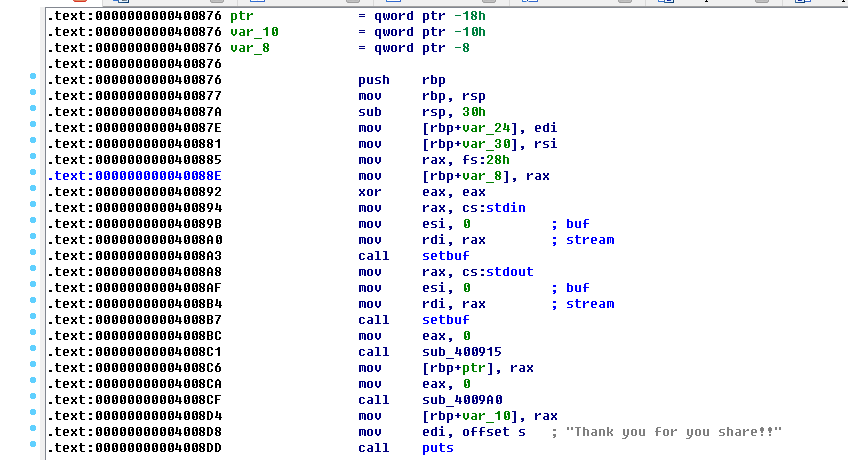 .text:0000000000400876 ptr = qword ptr -18h
.text:0000000000400876 var_10 = qword ptr -10h
.text:0000000000400876 var_8 = qword ptr -8
.text:0000000000400876
.text:0000000000400876 push rbp
.text:0000000000400877 mov rbp, rsp
.text:000000000040087A sub rsp, 30h
.text:000000000040087E mov [rbp+var_24], edi
.text:0000000000400881 mov [rbp+var_30], rsi
.text:0000000000400885 mov rax, fs:28h
.text:000000000040088E mov [rbp+var_8], rax
.text:0000000000400892 xor eax, eax
.text:0000000000400894 mov rax, cs:stdin
.text:000000000040089B mov esi, 0 ; buf
.text:00000000004008A0 mov rdi, rax ; stream
.text:00000000004008A3 call setbuf
.text:00000000004008A8 mov rax, cs:stdout
.text:00000000004008AF mov esi, 0 ; buf
.text:00000000004008B4 mov rdi, rax ; stream
.text:00000000004008B7 call setbuf
.text:00000000004008BC mov eax, 0
.text:00000000004008C1 call sub_400915
.text:00000000004008C6 mov [rbp+ptr], rax
.text:00000000004008CA mov eax, 0
.text:00000000004008CF call sub_4009A0
.text:00000000004008D4 mov [rbp+var_10], rax
.text:00000000004008D8 mov edi, offset s ; "Thank you for you share!!"
.text:00000000004008DD call puts